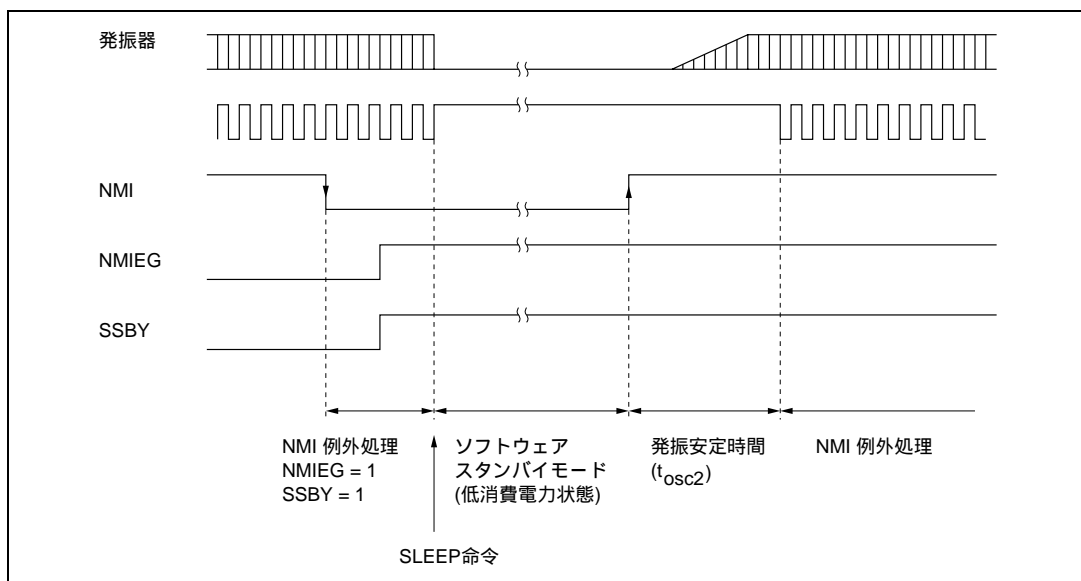 発振器
NMI
NMIEG
SSBY
NMI 例外処理
NMIEG = 1
SSBY = 1
ソフトウェア
スタンバイモード
(低消費電力状態)
発振安定時間
(tosc2)
NMI 例外処理
SLEEP命令